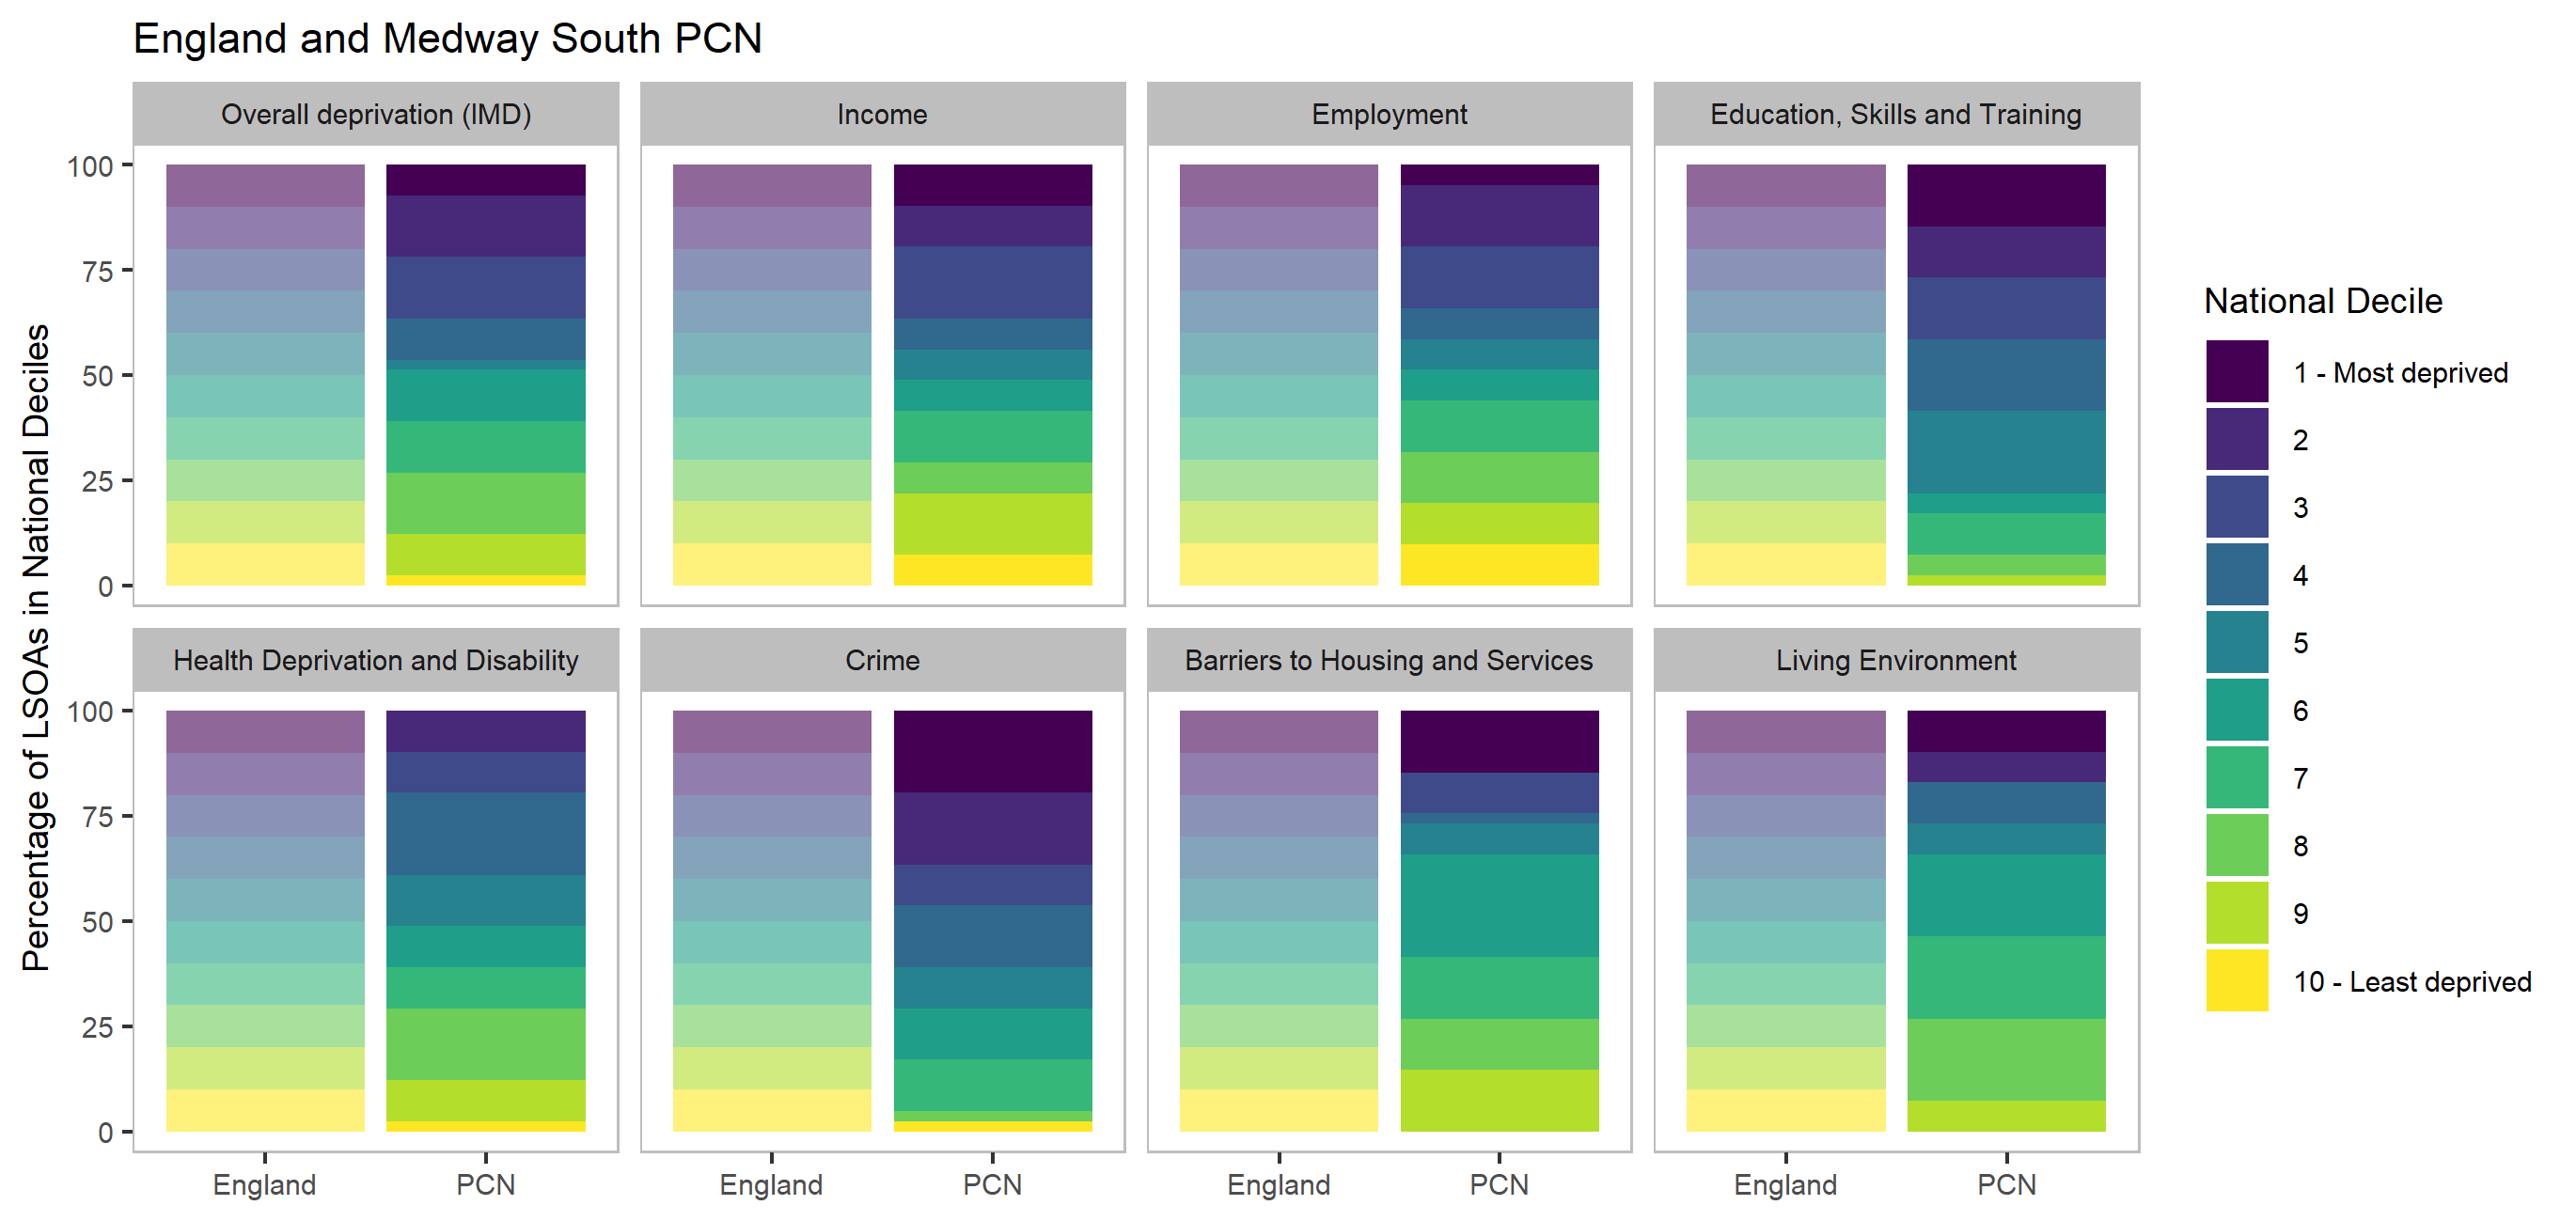 England and Medway South PCN
Overall deprivation (IMD)
Income
Employment
Education, Skills and Training
100
75
50
25
0
Health Deprivation and Disability
Crime
Barriers to Housing and Services
Living Environment
100
75
50
25
0
England
PCN
England
PCN
England
PCN
England
PCN
Percentage of LSOAs in National Deciles
National Decile
1 - Most deprived
2
3
4
5
6
7
8
9
10 - Least deprived